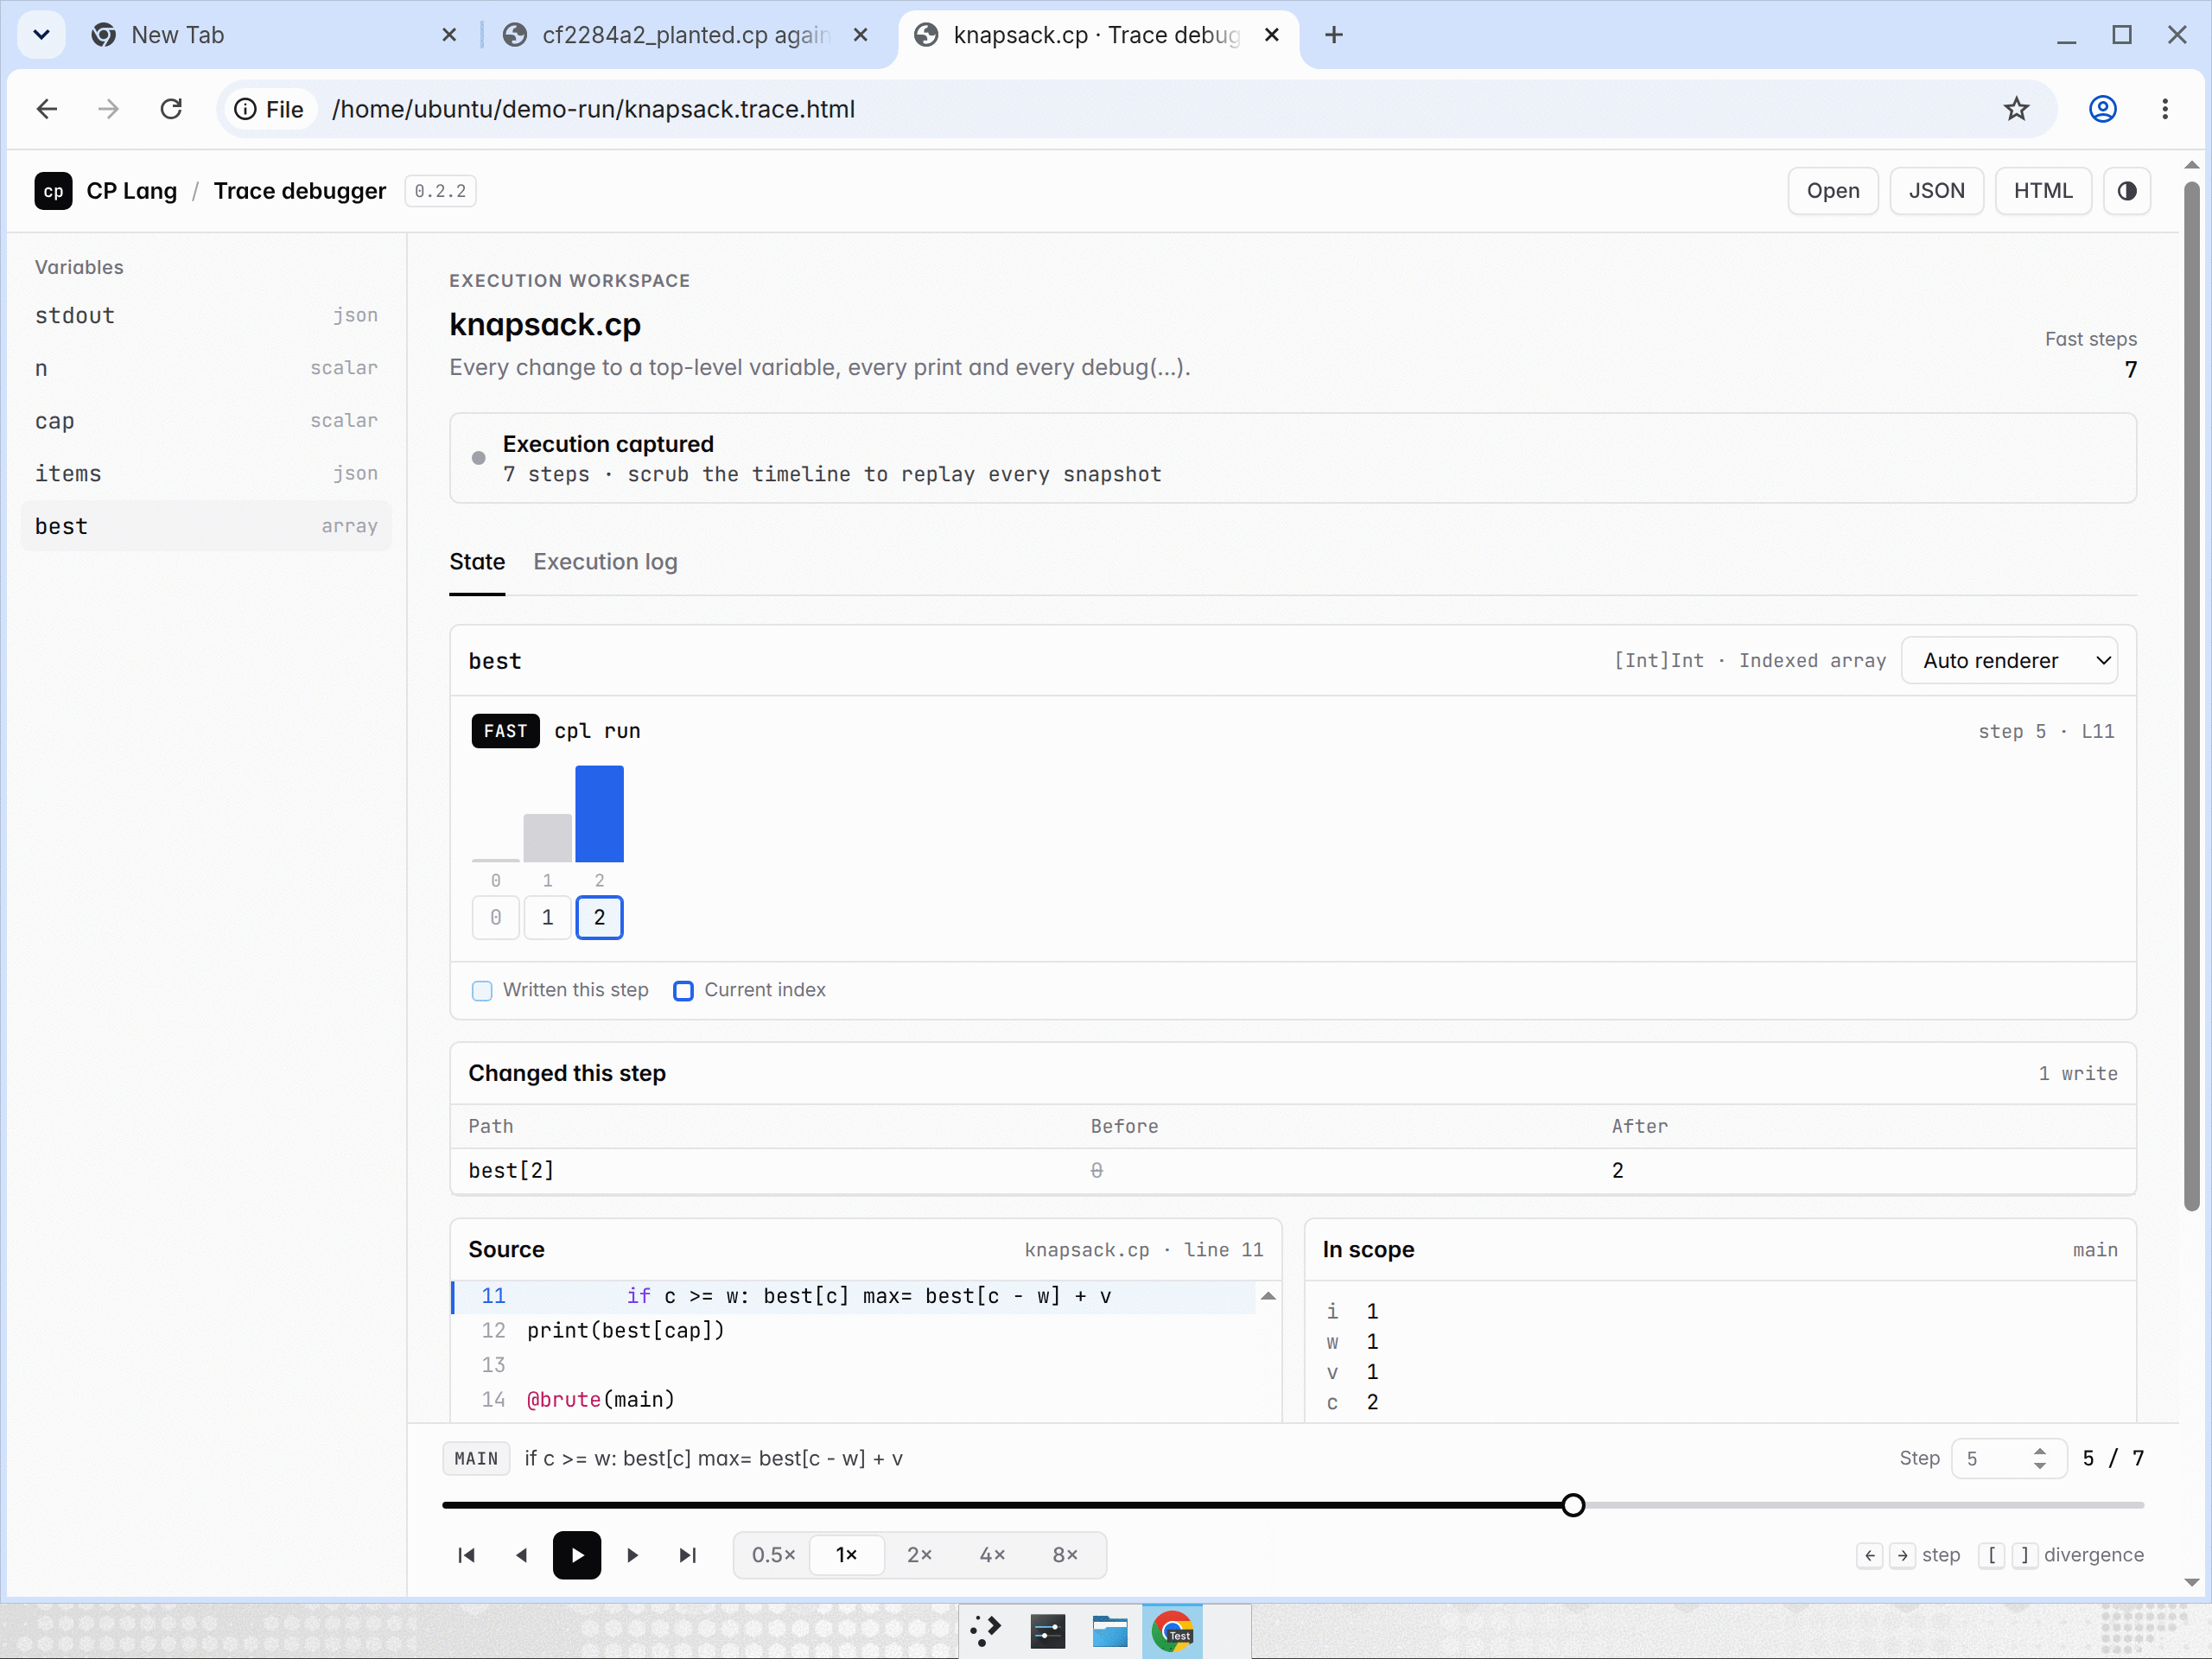 New Tab
cf2284a2_planted.cp again
knapsack.cp · Trace debug
File /home/ubuntu/demo-run/knapsack.trace.html
cp CP Lang / Trace debugger 0.2.2
Open JSON HTML
Variables
stdout json
n scalar
cap scalar
items json
best array
EXECUTION WORKSPACE
knapsack.cp
Every change to a top-level variable, every print and every debug(...).
Fast steps
7
Execution captured
7 steps · scrub the timeline to replay every snapshot
State Execution log
best [Int]Int · Indexed array Auto renderer
FAST cpl run step 5 · L11
0 1 2
0 1 2
Written this step Current index
Changed this step 1 write
Path Before After
best[2] 0 2
Source knapsack.cp · line 11
11 if c >= w: best[c] max= best[c - w] + v
12 print(best[cap])
13
14 @brute(main)
In scope main
i 1
w 1
v 1
c 2
MAIN if c >= w: best[c] max= best[c - w] + v
Step 5 5 / 7
0.5× 1× 2× 4× 8×
← → step [ ] divergence
Test